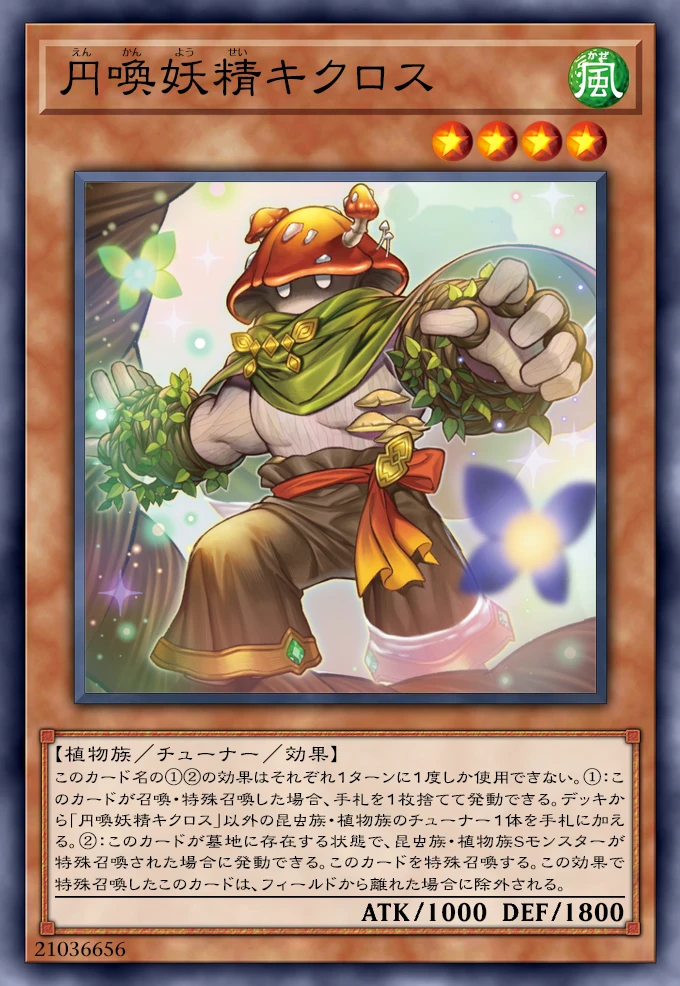 えん かん よう せい
円喚妖精キクロス
かぜ
風
【植物族／チューナー／効果】
このカード名の①②の効果はそれぞれ1ターンに1度しか使用できない。①：こ
のカードが召喚・特殊召喚した場合、手札を1枚捨てて発動できる。デッキか
ら「円喚妖精キクロス」以外の昆虫族・植物族のチューナー1体を手札に加え
る。②：このカードが墓地に存在する状態で、昆虫族・植物族Sモンスターが
特殊召喚された場合に発動できる。このカードを特殊召喚する。この効果で
特殊召喚したこのカードは、フィールドから離れた場合に除外される。
ATK/1000 DEF/1800
21036656